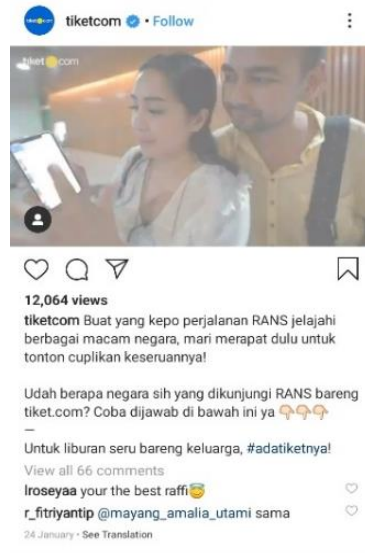 tiketcom • Follow
tiket com
12,064 views
tiketcom Buat yang kepo perjalanan RANS jelajahi
berbagai macam negara, mari merapat dulu untuk
tonton cuplikan keseruannya!
Udah berapa negara sih yang dikunjungi RANS bareng
tiket.com? Coba dijawab di bawah ini ya 👇👇👇
—
Untuk liburan seru bareng keluarga, #adatiketnya!
View all 66 comments
lroseyaa your the best raffi😇
r_fitriyantip @mayang_amalia_utami sama
24 January • See Translation